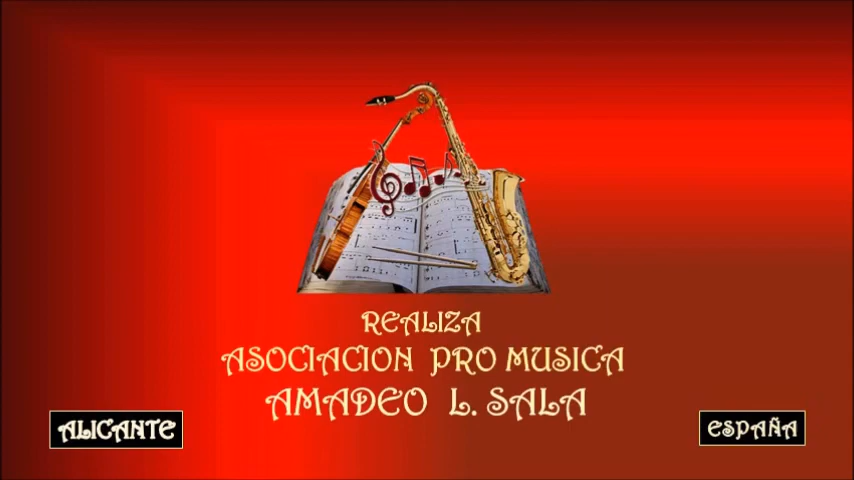 REALIZA
ASOCIACION PRO MUSICA
AMADEO L. SALA
ALICANTE
ESPAÑA